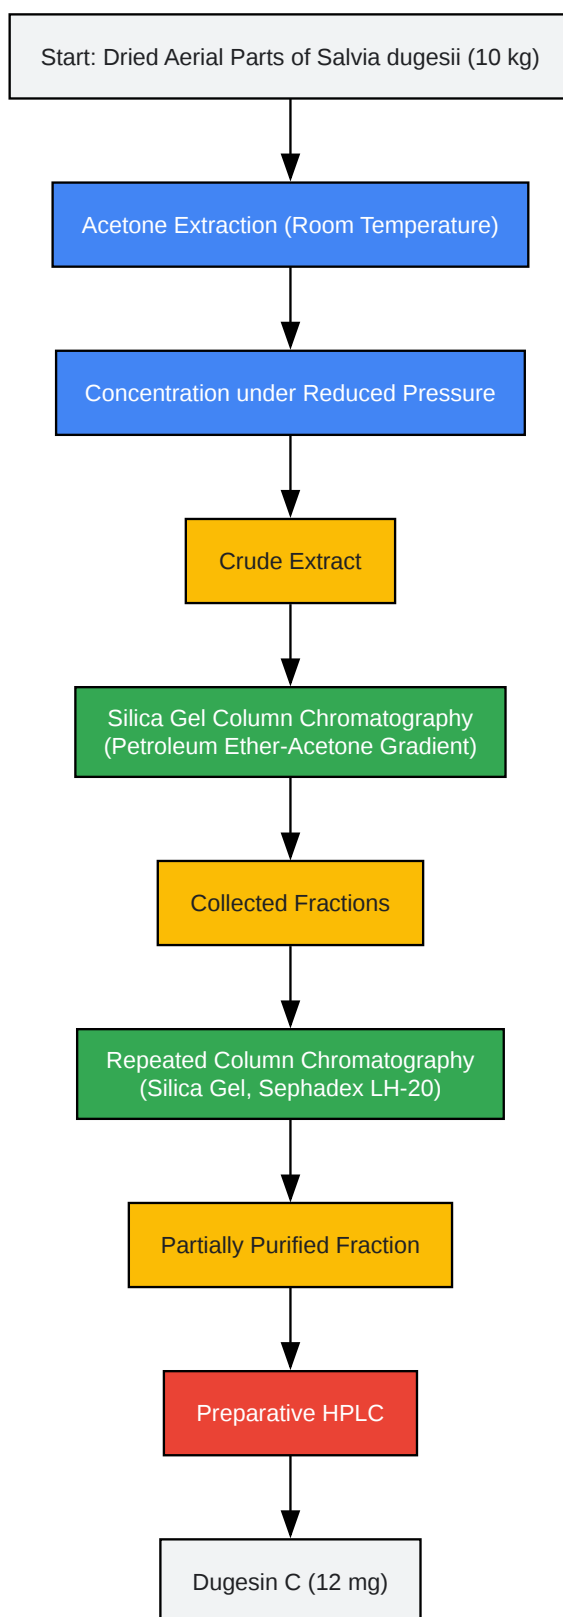 Start: Dried Aerial Parts of Salvia dugesii (10 kg)
Acetone Extraction (Room Temperature)
Concentration under Reduced Pressure
Crude Extract
Silica Gel Column Chromatography
(Petroleum Ether-Acetone Gradient)
Collected Fractions
Repeated Column Chromatography
(Silica Gel, Sephadex LH-20)
Partially Purified Fraction
Preparative HPLC
Dugesin C (12 mg)